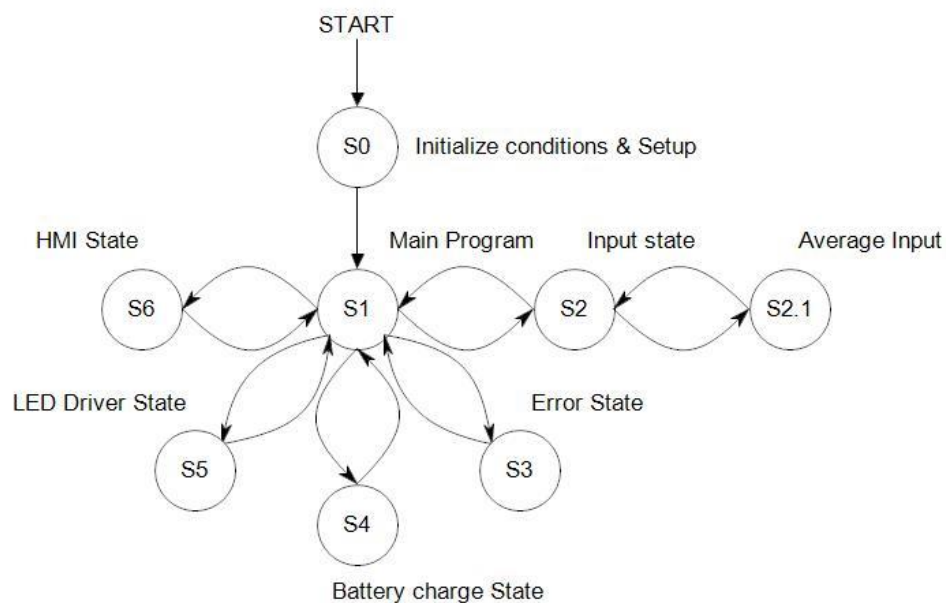 START
S0
Initialize conditions & Setup
HMI State
Main Program
Input state
Average Input
S6
S1
S2
S2.1
LED Driver State
Error State
S5
S3
S4
Battery charge State